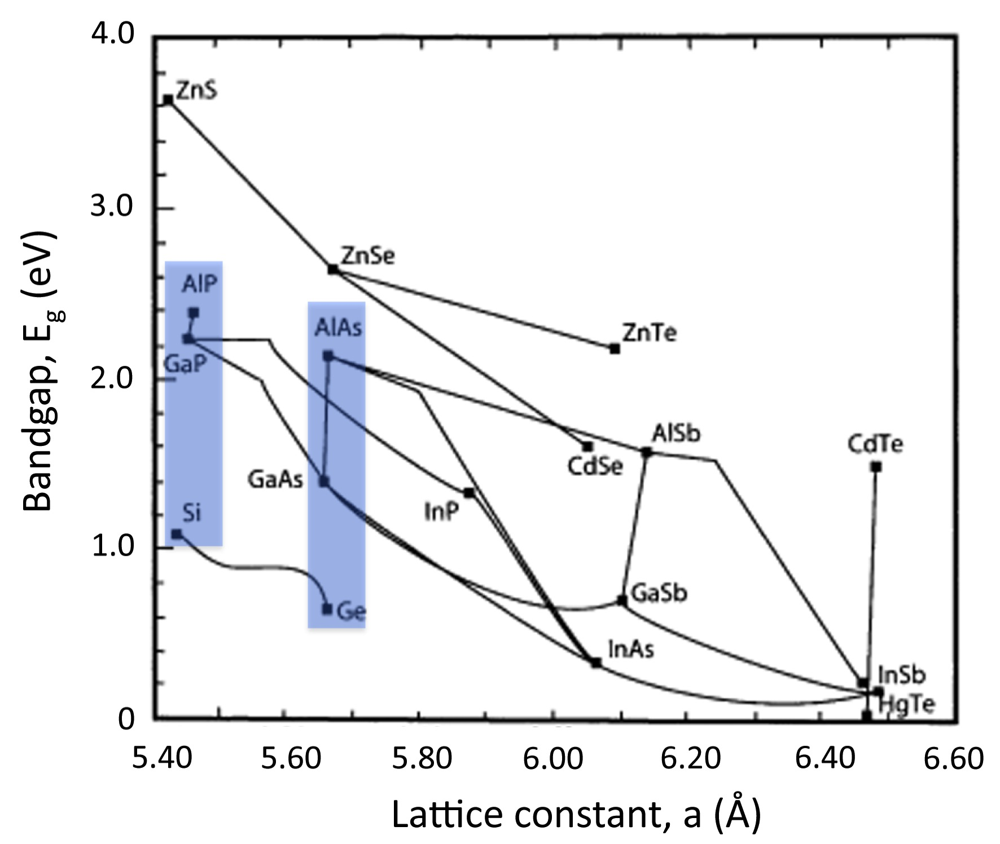 4.0
ZnS
3.0
ZnSe
AlP
AlAs
ZnTe
GaP
2.0
AlSb
CdTe
CdSe
GaAs
InP
Si
1.0
GaSb
Ge
InAs
InSb
HgTe
0
5.40 5.60 5.80 6.00 6.20 6.40 6.60
Lattice constant, a (Å)
Bandgap, Eg (eV)